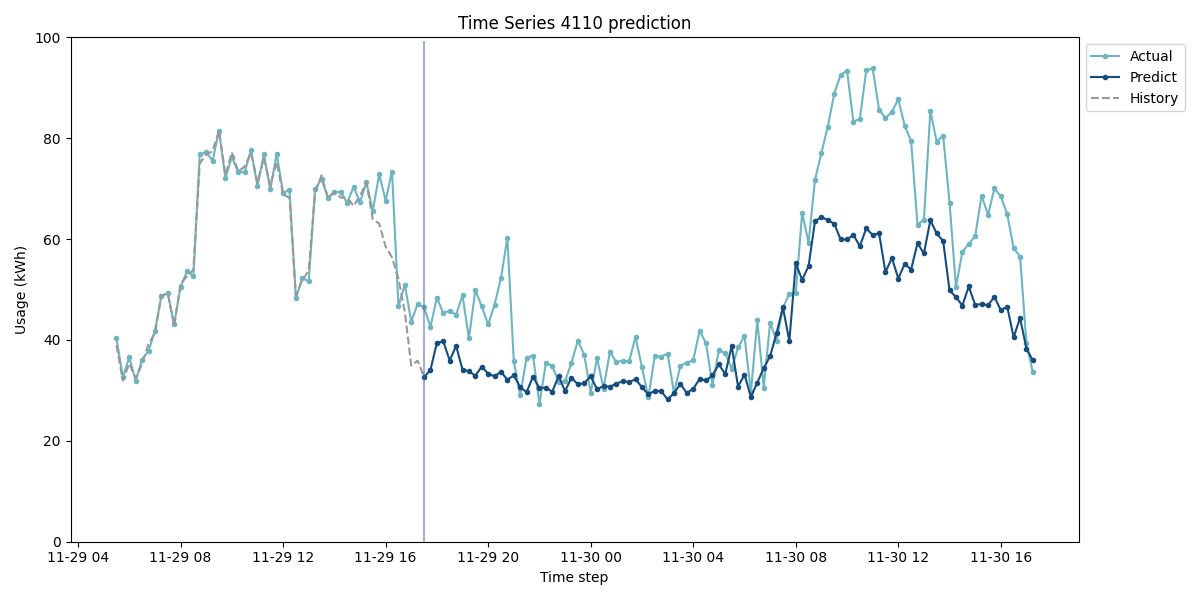 Time Series 4110 prediction
Usage (kWh)
100
80
60
40
20
0
11-29 04
11-29 08
11-29 12
11-29 16
11-29 20
11-30 00
11-30 04
11-30 08
11-30 12
11-30 16
Time step
Actual
Predict
History